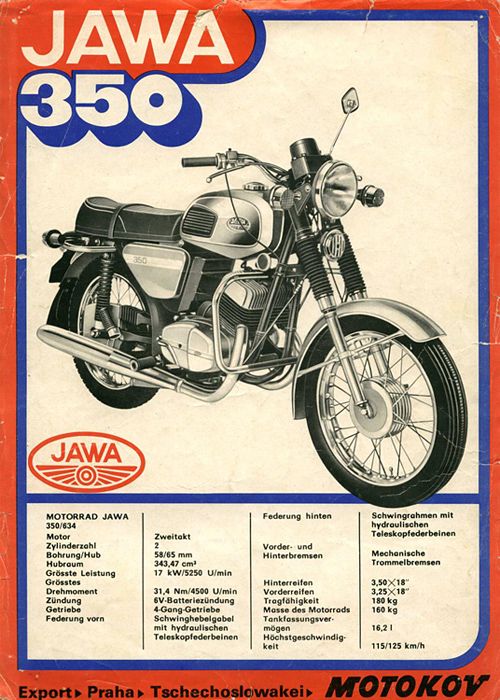 JAWA
350
JAWA
350
JAWA
MOTORRAD JAWA
350/634
Motor Zweitakt
Zylinderzahl 2
Bohrung/Hub 58/65 mm
Hubraum 343,47 cm³
Grösste Leistung 17 kW/5250 U/min
Grösstes
Drehmoment 31,4 Nm/4500 U/min
Zündung 6V-Batteriezündung
Getriebe 4-Gang-Getriebe
Federung vorn Schwinghebelgabel
mit hydraulischen
Teleskopfederbeinen
Federung hinten Schwingrahmen mit
hydraulischen
Teleskopfederbeinen
Vorder- und
Hinterbremsen Mechanische
Trommelbremsen
Hinterreifen 3,50×18"
Vorderreifen 3,25×18"
Tragfähigkeit 180 kg
Masse des Motorrads 160 kg
Tankfassungsver-
mögen 16,2 l
Höchstgeschwindig-
keit 115/125 km/h
Export▸ Praha▸ Tschechoslowakei▸ MOTOKOV